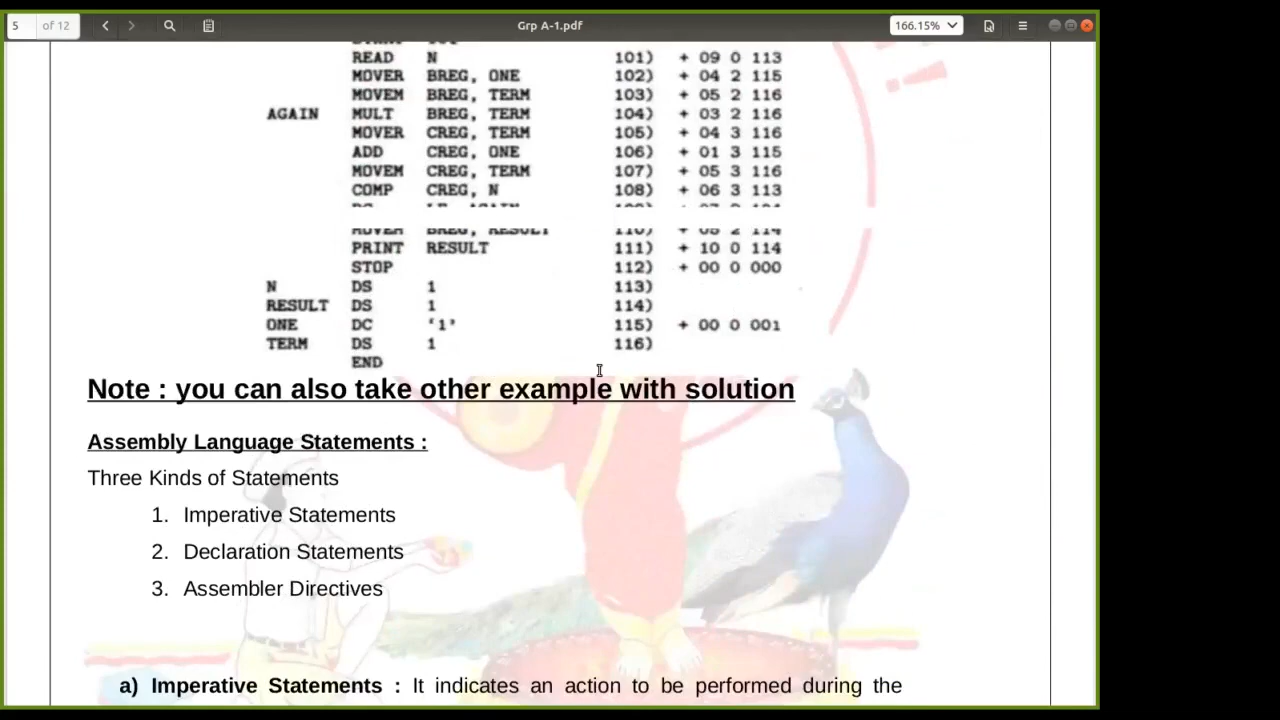 5 of 12 Grp A-1.pdf 166.15%
READ N 101) + 09 0 113
MOVER BREG, ONE 102) + 04 2 115
MOVEM BREG, TERM 103) + 05 2 116
AGAIN MULT BREG, TERM 104) + 03 2 116
MOVER CREG, TERM 105) + 04 3 116
ADD CREG, ONE 106) + 01 3 115
MOVEM CREG, TERM 107) + 05 3 116
COMP CREG, N 108) + 06 3 113
BREG, RESULT 110) + 05 2 114
PRINT RESULT 111) + 10 0 114
STOP 112) + 00 0 000
N DS 1 113)
RESULT DS 1 114)
ONE DC '1' 115) + 00 0 001
TERM DS 1 116)
END
Note : you can also take other example with solution
Assembly Language Statements :
Three Kinds of Statements
1. Imperative Statements
2. Declaration Statements
3. Assembler Directives
a) Imperative Statements : It indicates an action to be performed during the